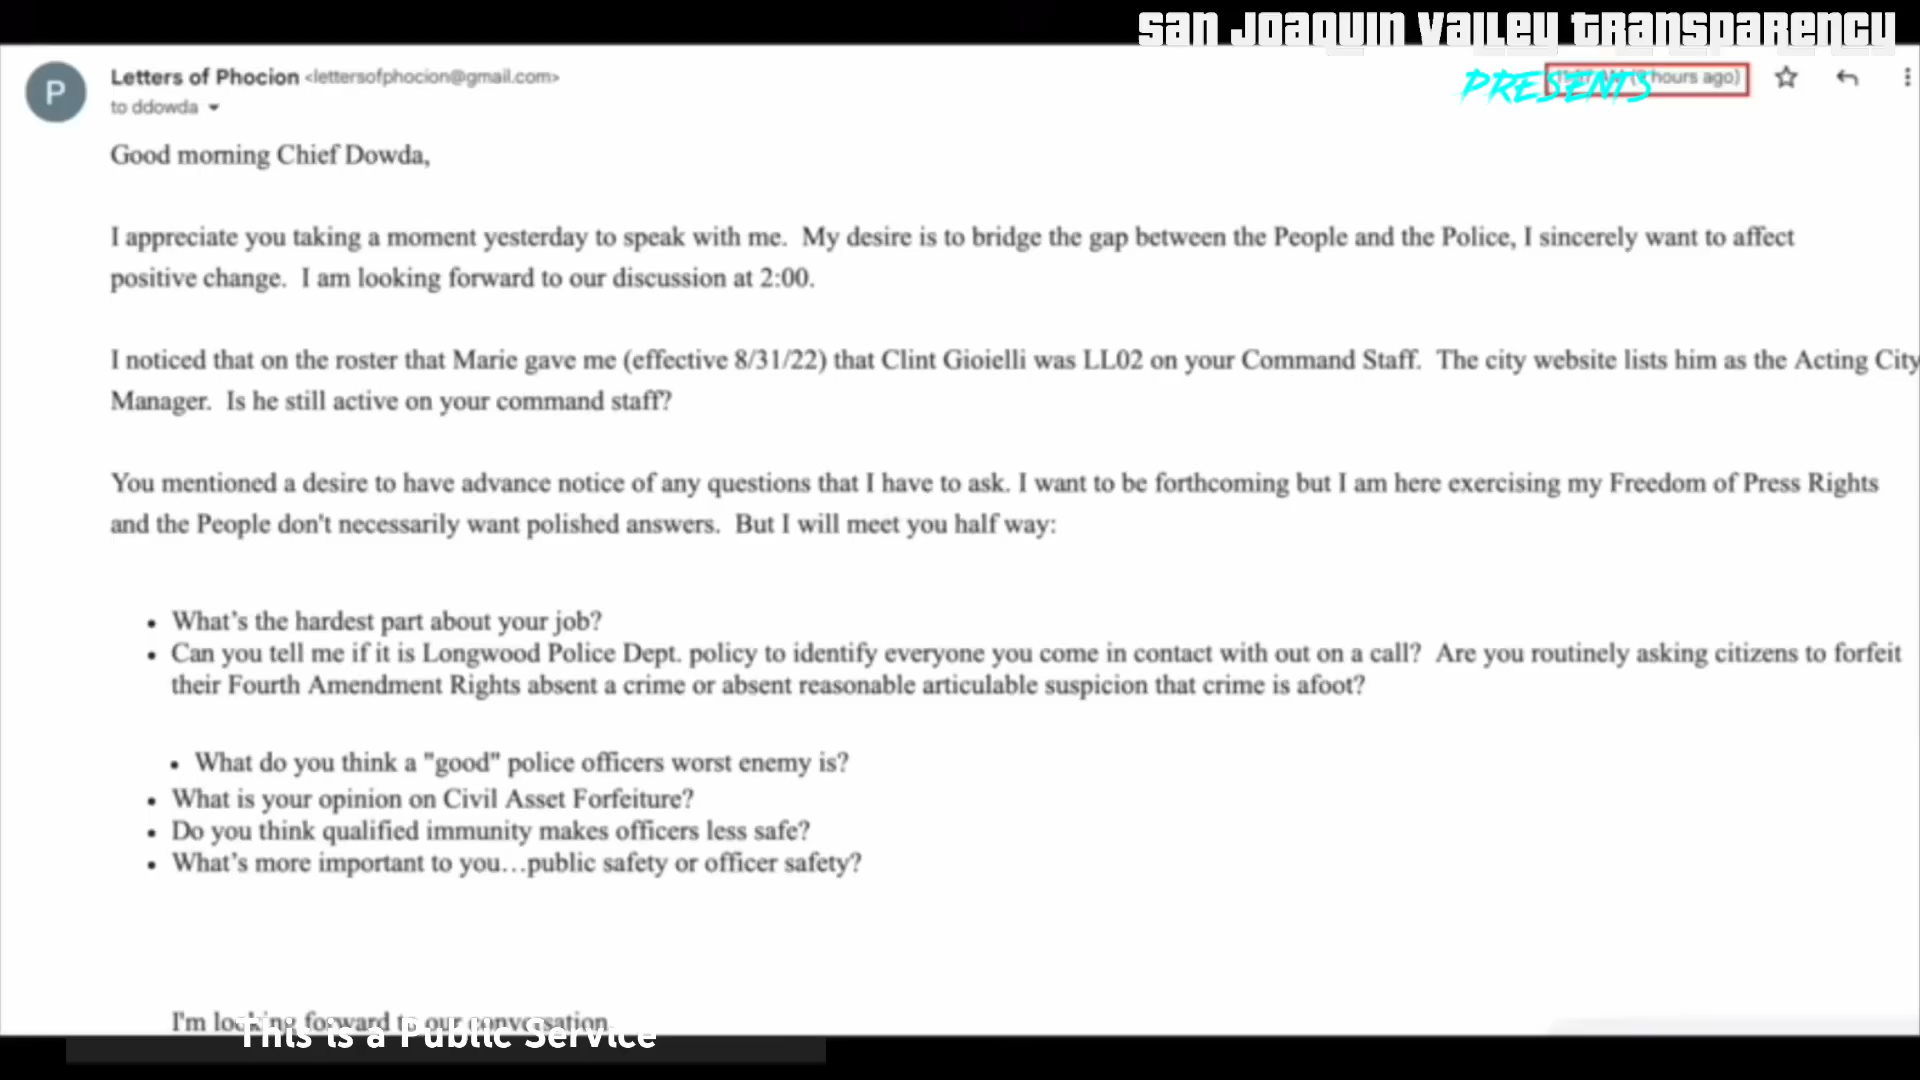 San Joaquin Valley Transparency
PRESENTS
P
Letters of Phocion <lettersofphocion@gmail.com>
hours ago)
to ddowda
Good morning Chief Dowda,
I appreciate you taking a moment yesterday to speak with me. My desire is to bridge the gap between the People and the Police, I sincerely want to affect
positive change. I am looking forward to our discussion at 2:00.
I noticed that on the roster that Marie gave me (effective 8/31/22) that Clint Gioielli was LL02 on your Command Staff. The city website lists him as the Acting City
Manager. Is he still active on your command staff?
You mentioned a desire to have advance notice of any questions that I have to ask. I want to be forthcoming but I am here exercising my Freedom of Press Rights
and the People don't necessarily want polished answers. But I will meet you half way:
• What's the hardest part about your job?
• Can you tell me if it is Longwood Police Dept. policy to identify everyone you come in contact with out on a call? Are you routinely asking citizens to forfeit
their Fourth Amendment Rights absent a crime or absent reasonable articulable suspicion that crime is afoot?
• What do you think a "good" police officers worst enemy is?
• What is your opinion on Civil Asset Forfeiture?
• Do you think qualified immunity makes officers less safe?
• What's more important to you…public safety or officer safety?
I'm looking forward to our conversation.
This is a Public Service